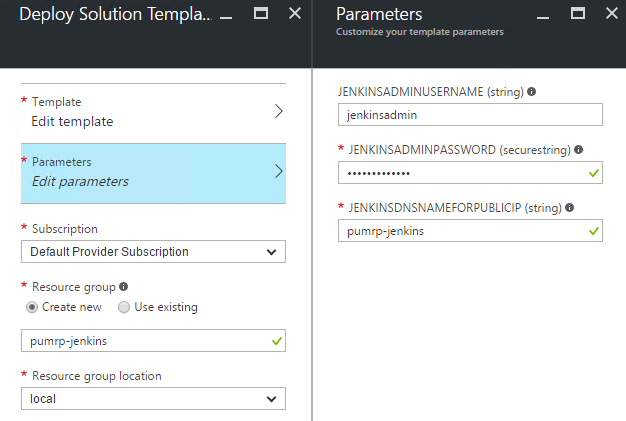 Deploy Solution Templa...
* Template
Edit template
* Parameters
Edit parameters
* Subscription
Default Provider Subscription
* Resource group
Create new
Use existing
pumrp-jenkins
* Resource group location
local
Parameters
Customize your template parameters
JENKINSADMINUSERNAME (string)
jenkinsadmin
* JENKINSADMINPASSWORD (securestring)
•••••••••••••
* JENKINSDNSNAMEFORPUBLICIP (string)
pumrp-jenkins